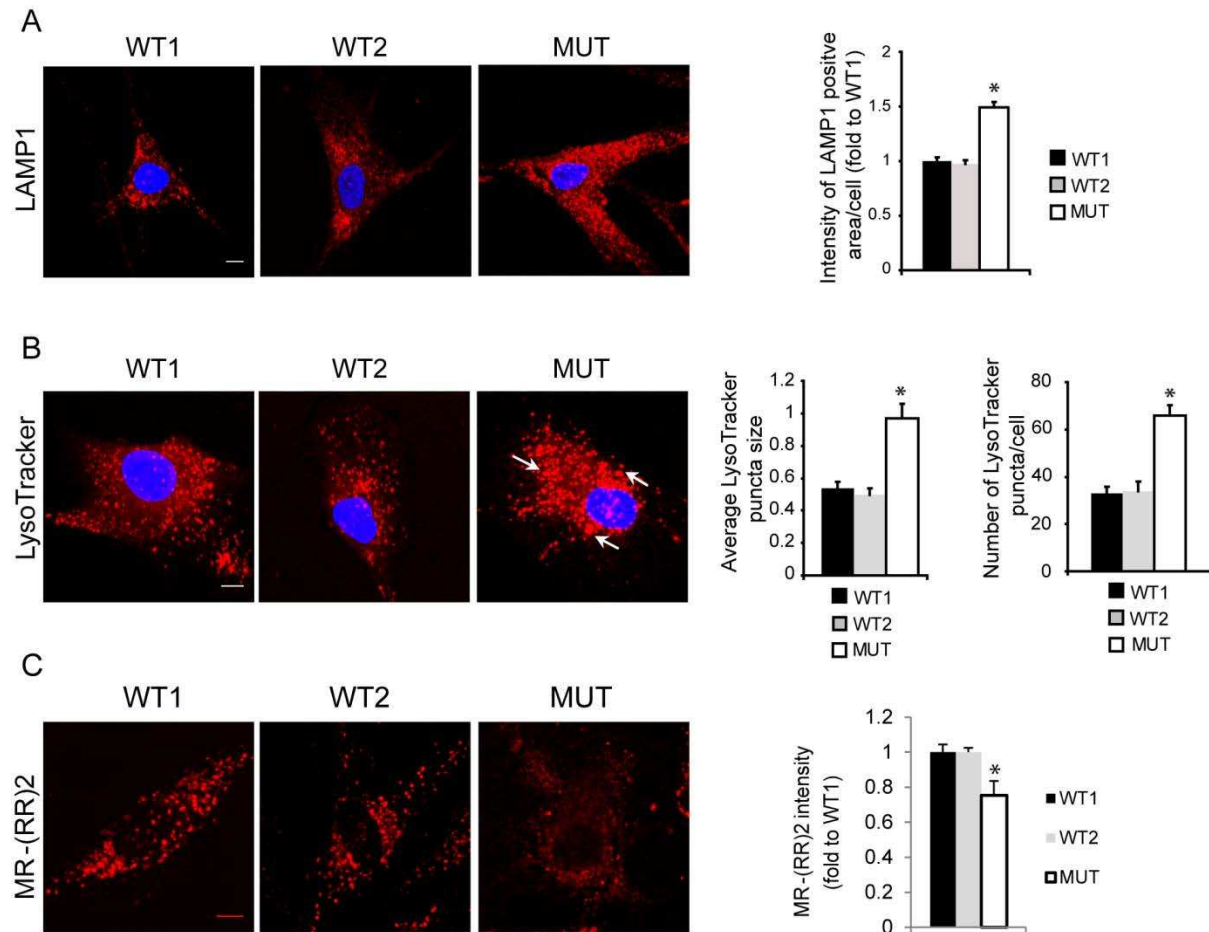 A
WT1
WT2
MUT
LAMP1
Intensity of LAMP1 positve
area/cell (fold to WT1)
2
1.5
1
0.5
0
*
WT1
WT2
MUT
B
WT1
WT2
MUT
LysoTracker
Average LysoTracker
puncta size
1.2
1
0.8
0.6
0.4
0.2
0
*
WT1
WT2
MUT
Number of LysoTracker
puncta/cell
80
60
40
20
0
*
WT1
WT2
MUT
C
WT1
WT2
MUT
MR-(RR)2
MR-(RR)2 intensity
(fold to WT1)
1.2
1
0.8
0.6
0.4
0.2
0
*
WT1
WT2
MUT